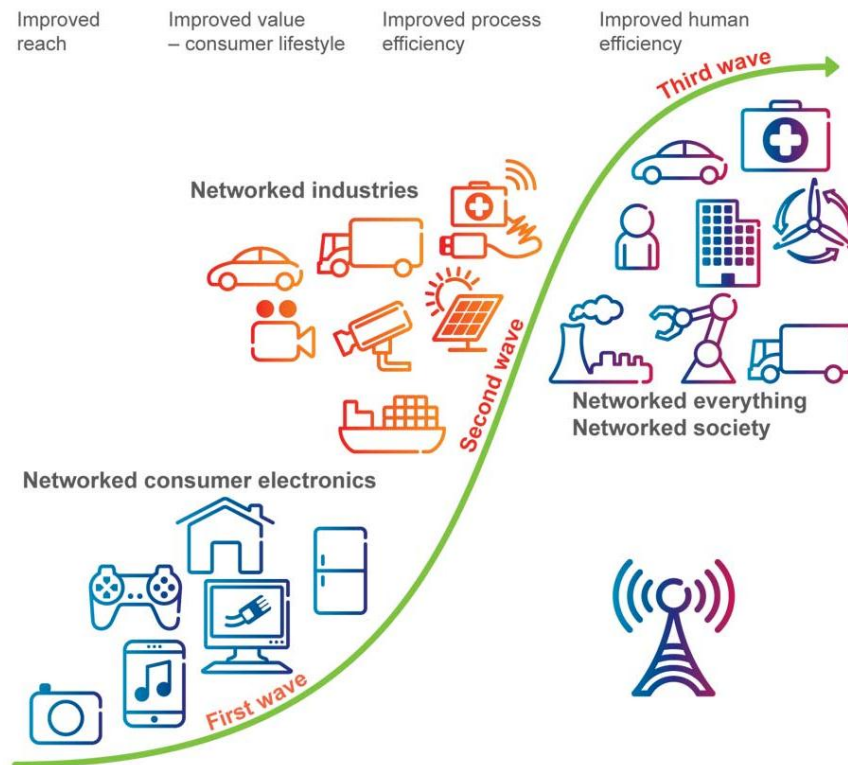 Improved
reach
Improved value
– consumer lifestyle
Improved process
efficiency
Improved human
efficiency
Third wave
Networked industries
Second wave
Networked everything
Networked society
Networked consumer electronics
First wave